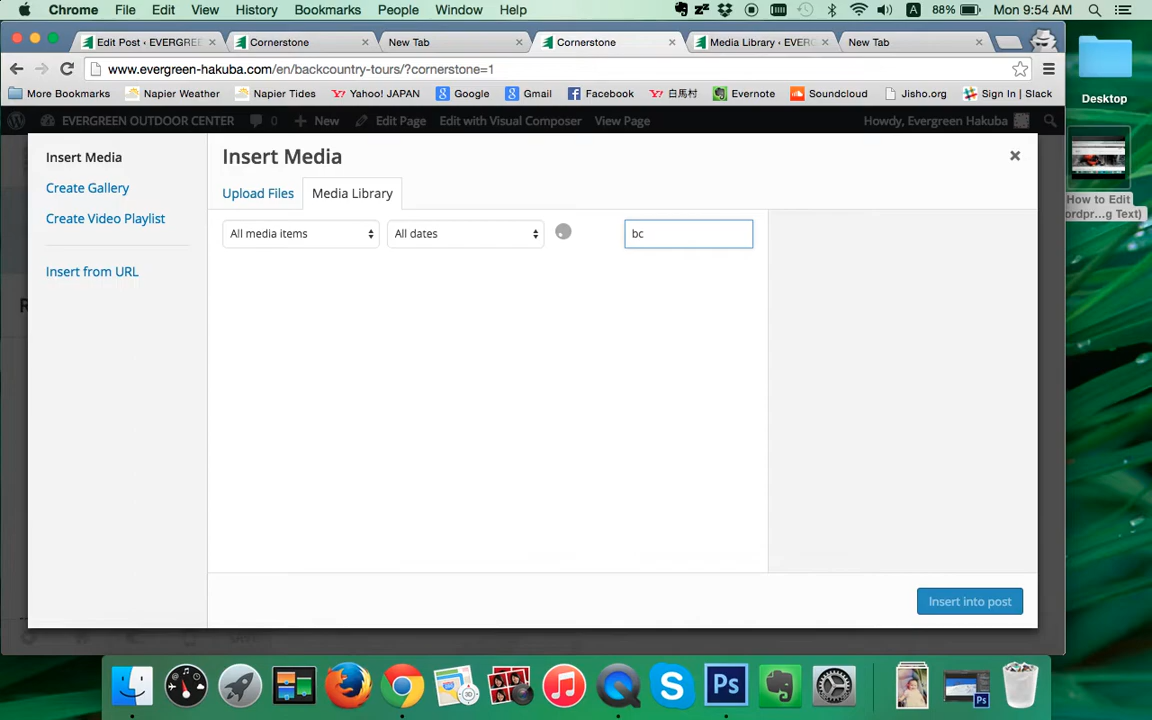 Chrome File Edit View History Bookmarks People Window Help 88% Mon 9:54 AM
Edit Post ‹ EVERGREE Cornerstone New Tab Cornerstone Media Library ‹ EVERG New Tab
www.evergreen-hakuba.com/en/backcountry-tours/?cornerstone=1
More Bookmarks Napier Weather Napier Tides Yahoo! JAPAN Google Gmail Facebook 白馬村 Evernote Soundcloud Jisho.org Sign In | Slack
EVERGREEN OUTDOOR CENTER 0 New Edit Page Edit with Visual Composer View Page Howdy, Evergreen Hakuba
Desktop
How to Edit
ordpr…g Text)
Insert Media
Create Gallery
Create Video Playlist
Insert from URL
Insert Media
Upload Files Media Library
All media items All dates bc
Insert into post
Ps